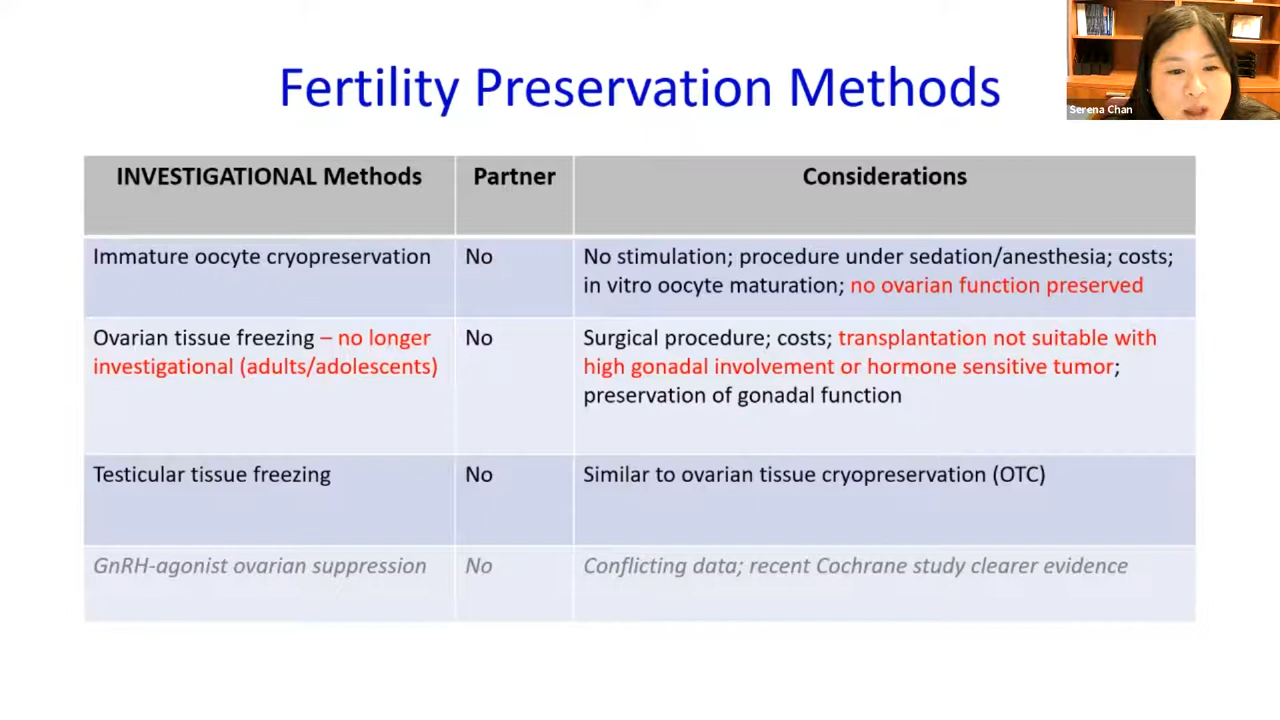 Fertility Preservation Methods
Serena Chan
INVESTIGATIONAL Methods
Partner
Considerations
Immature oocyte cryopreservation
No
No stimulation; procedure under sedation/anesthesia; costs;
in vitro oocyte maturation; no ovarian function preserved
Ovarian tissue freezing – no longer
investigational (adults/adolescents)
No
Surgical procedure; costs; transplantation not suitable with
high gonadal involvement or hormone sensitive tumor;
preservation of gonadal function
Testicular tissue freezing
No
Similar to ovarian tissue cryopreservation (OTC)
GnRH-agonist ovarian suppression
No
Conflicting data; recent Cochrane study clearer evidence